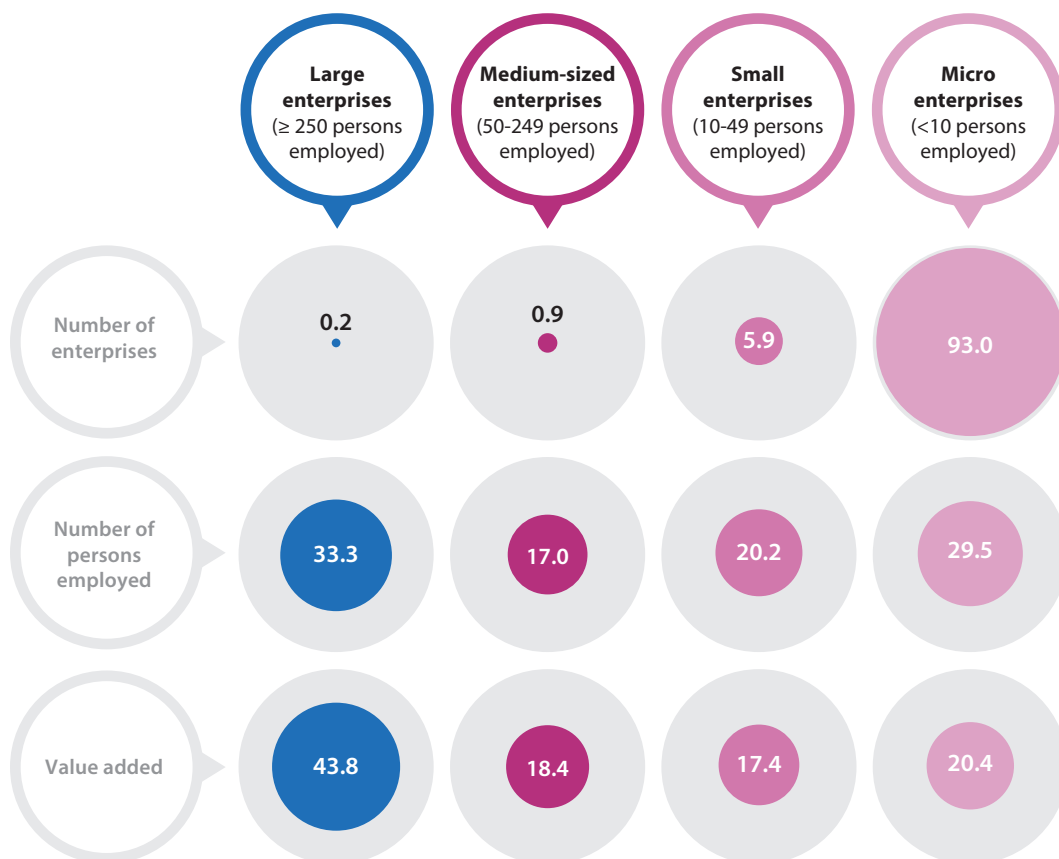 Large
enterprises
(≥ 250 persons
employed)
Medium-sized
enterprises
(50-249 persons
employed)
Small
enterprises
(10-49 persons
employed)
Micro
enterprises
(<10 persons
employed)
Number of
enterprises
0.2
0.9
5.9
93.0
Number of
persons
employed
33.3
17.0
20.2
29.5
Value added
43.8
18.4
17.4
20.4